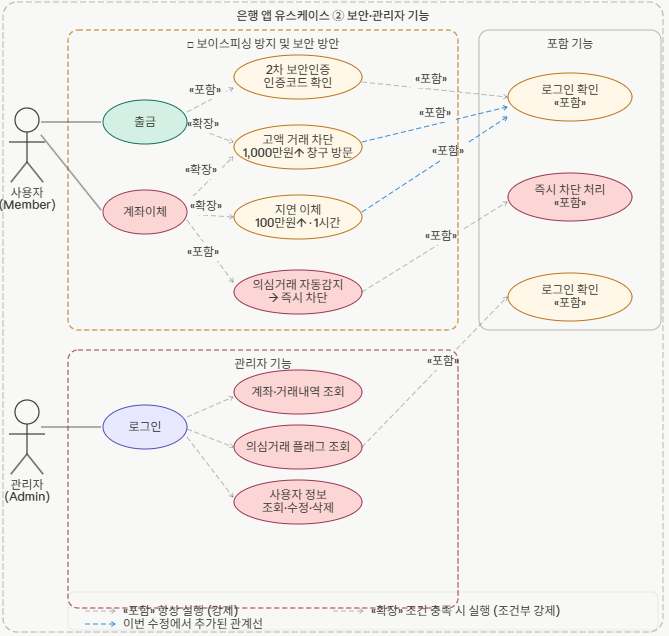 은행 앱 유스케이스 ② 보안·관리자 기능
□ 보이스피싱 방지 및 보안 방안
포함 기능
2차 보안인증
인증코드 확인
«포함»
«포함»
로그인 확인
«포함»
출금
«확장»
고액 거래 차단
1,000만원↑ 창구 방문
«포함»
«포함»
사용자
(Member)
«확장»
계좌이체
«확장»
지연 이체
100만원↑·1시간
즉시 차단 처리
«포함»
«포함»
«포함»
의심거래 자동감지
→ 즉시 차단
로그인 확인
«포함»
관리자 기능
«포함»
계좌·거래내역 조회
로그인
의심거래 플래그 조회
관리자
(Admin)
사용자 정보
조회·수정·삭제
«포함» 항상 실행 (강제)
«확장» 조건 충족 시 실행 (조건부 강제)
이번 수정에서 추가된 관계선